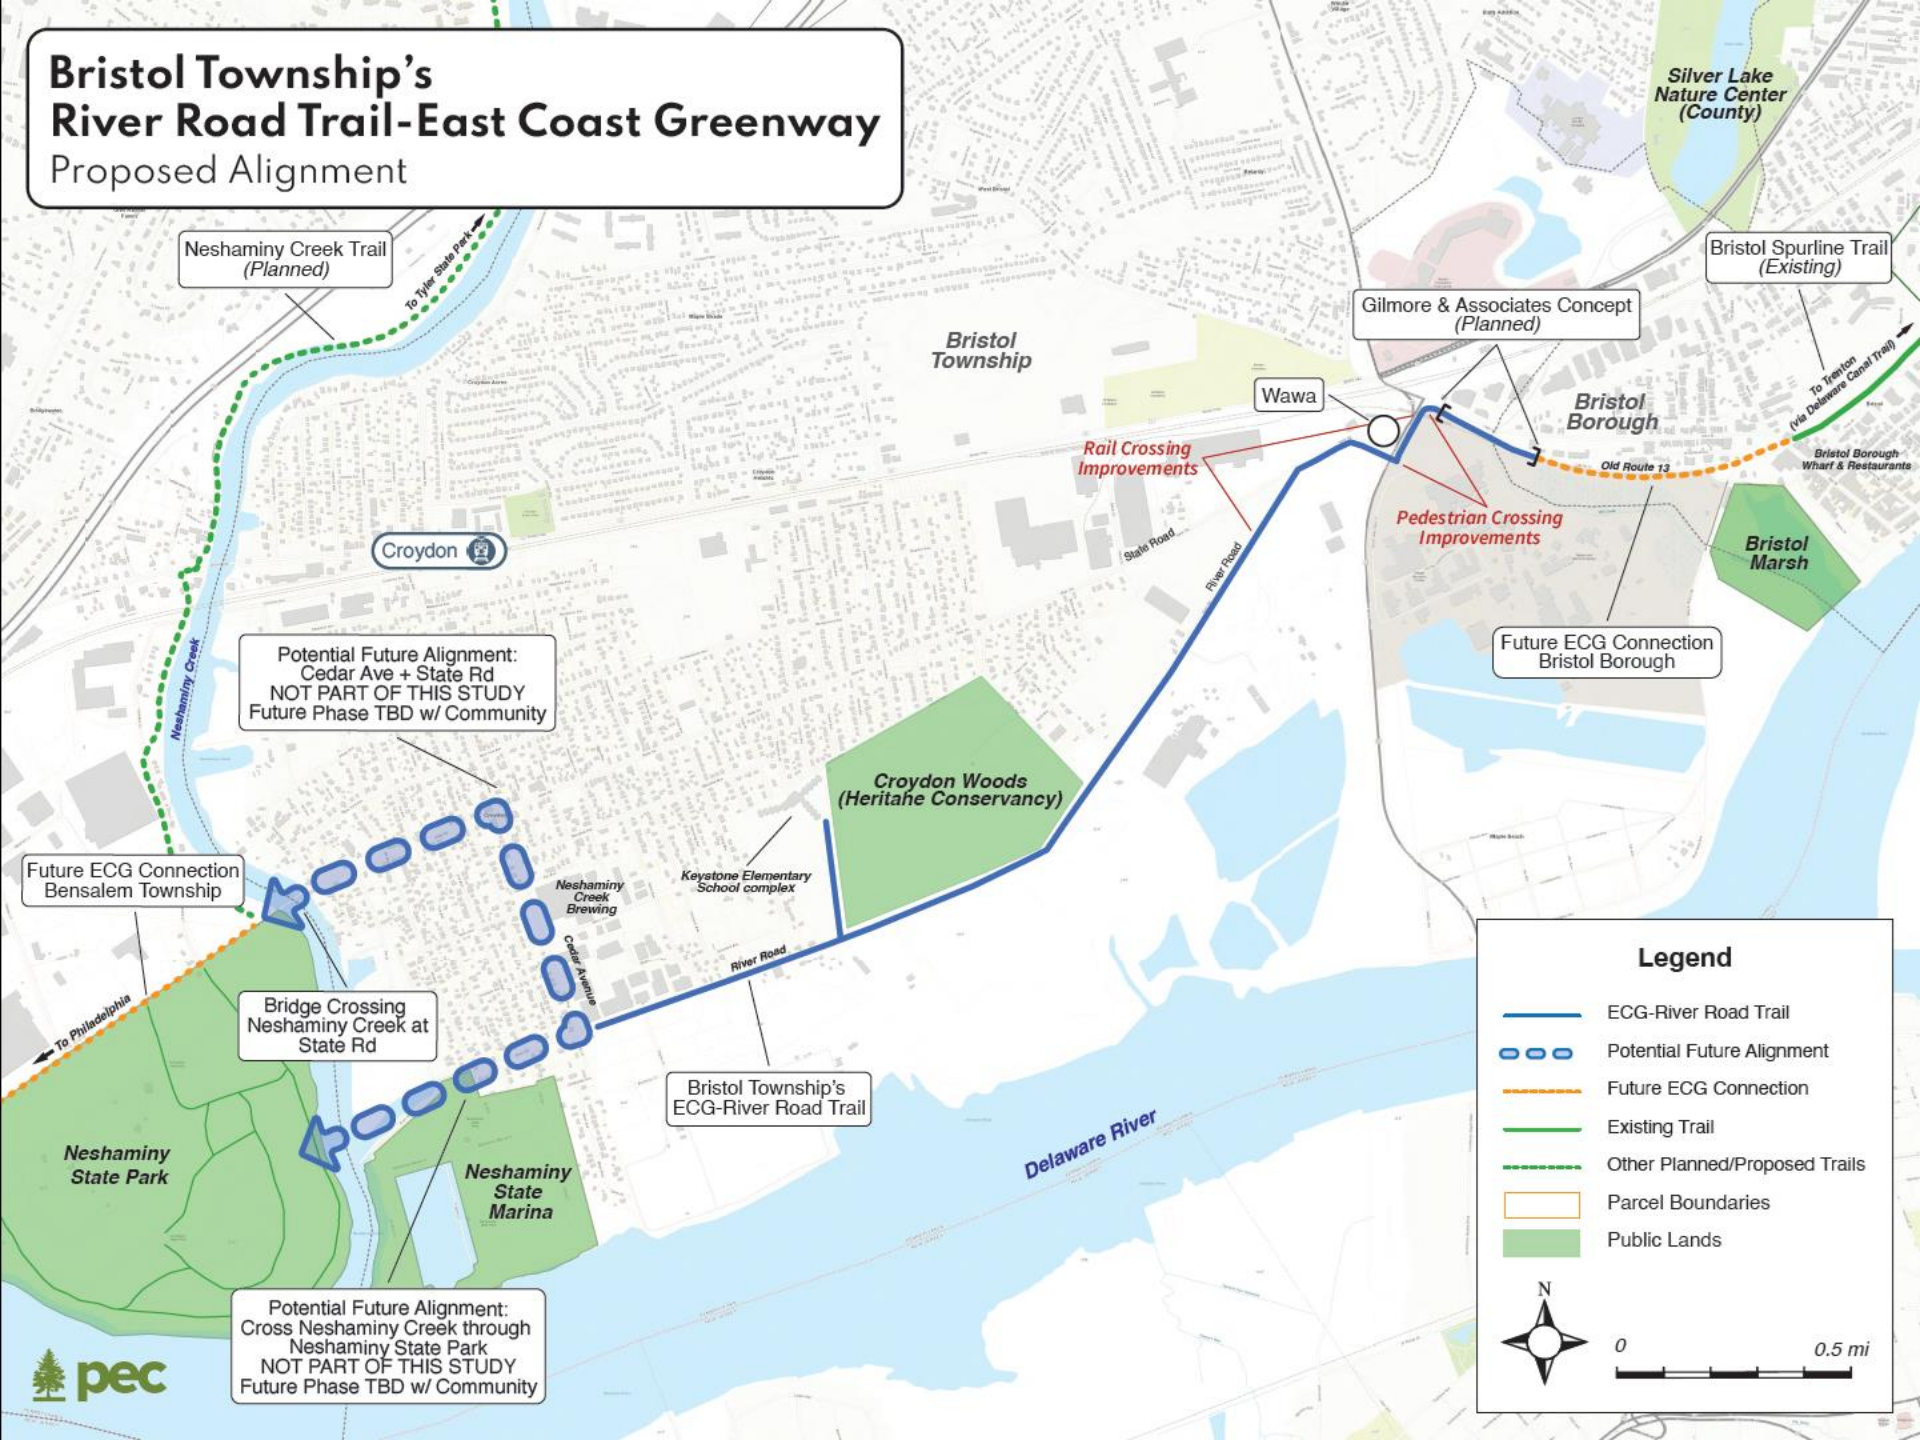 Bristol Township's
River Road Trail-East Coast Greenway
Proposed Alignment
Silver Lake
Nature Center
(County)
Neshaminy Creek Trail
(Planned)
To Tyler State Park
Bristol Spurline Trail
(Existing)
Gilmore & Associates Concept
(Planned)
To Trenton
(via Delaware Canal Trail)
Bristol
Township
Wawa
Bristol
Borough
Rail Crossing
Improvements
Old Route 13
Bristol Borough
Wharf & Restaurants
Pedestrian Crossing
Improvements
Croydon
State Road
River Road
Bristol
Marsh
Neshaminy Creek
Potential Future Alignment:
Cedar Ave + State Rd
NOT PART OF THIS STUDY
Future Phase TBD w/ Community
Future ECG Connection
Bristol Borough
Croydon Woods
(Heritahe Conservancy)
Future ECG Connection
Bensalem Township
Keystone Elementary
School complex
Neshaminy
Creek
Brewing
Cedar Avenue
River Road
To Philadelphia
Bridge Crossing
Neshaminy Creek at
State Rd
Bristol Township's
ECG-River Road Trail
Delaware River
Neshaminy
State Park
Neshaminy
State
Marina
Potential Future Alignment:
Cross Neshaminy Creek through
Neshaminy State Park
NOT PART OF THIS STUDY
Future Phase TBD w/ Community
pec
Legend
ECG-River Road Trail
Potential Future Alignment
Future ECG Connection
Existing Trail
Other Planned/Proposed Trails
Parcel Boundaries
Public Lands
N
0
0.5 mi